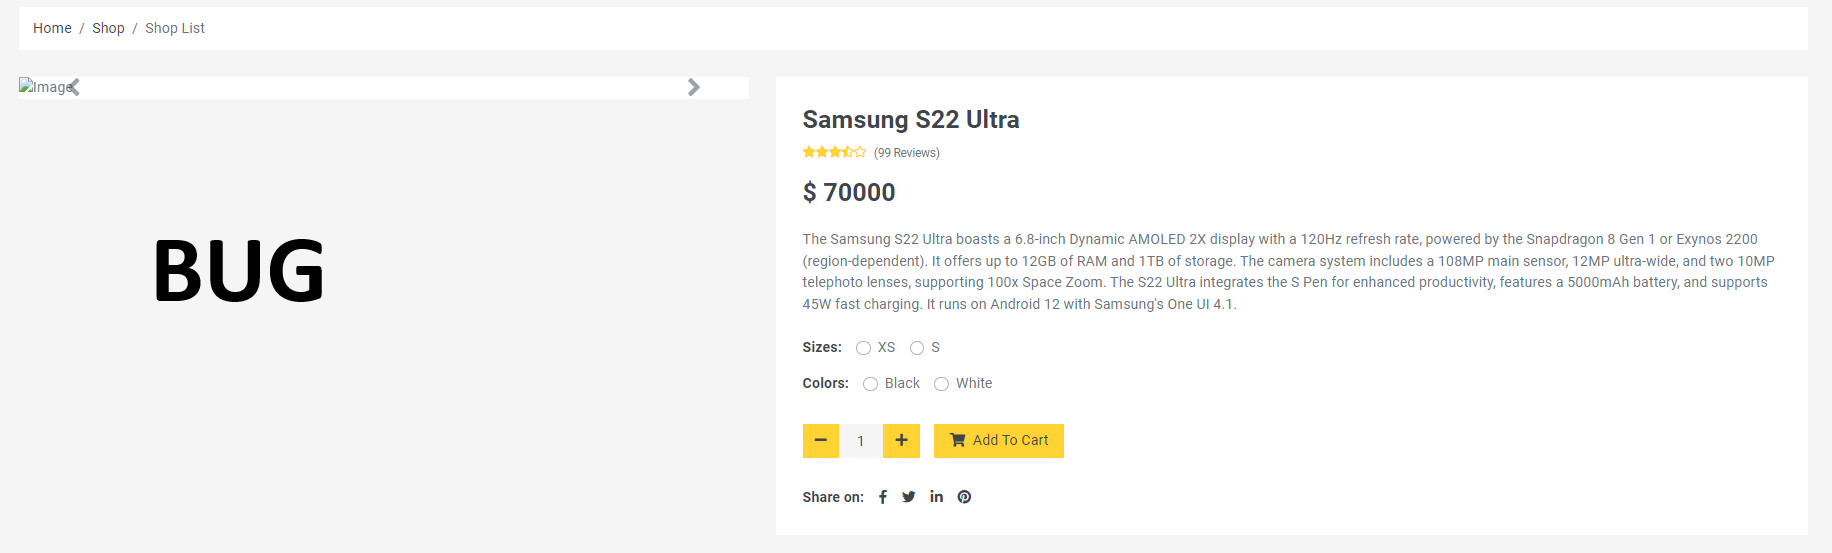 Home / Shop / Shop List
Image
BUG
Samsung S22 Ultra
(99 Reviews)
$ 70000
The Samsung S22 Ultra boasts a 6.8-inch Dynamic AMOLED 2X display with a 120Hz refresh rate, powered by the Snapdragon 8 Gen 1 or Exynos 2200
(region-dependent). It offers up to 12GB of RAM and 1TB of storage. The camera system includes a 108MP main sensor, 12MP ultra-wide, and two 10MP
telephoto lenses, supporting 100x Space Zoom. The S22 Ultra integrates the S Pen for enhanced productivity, features a 5000mAh battery, and supports
45W fast charging. It runs on Android 12 with Samsung's One UI 4.1.
Sizes: XS S
Colors: Black White
1 Add To Cart
Share on: